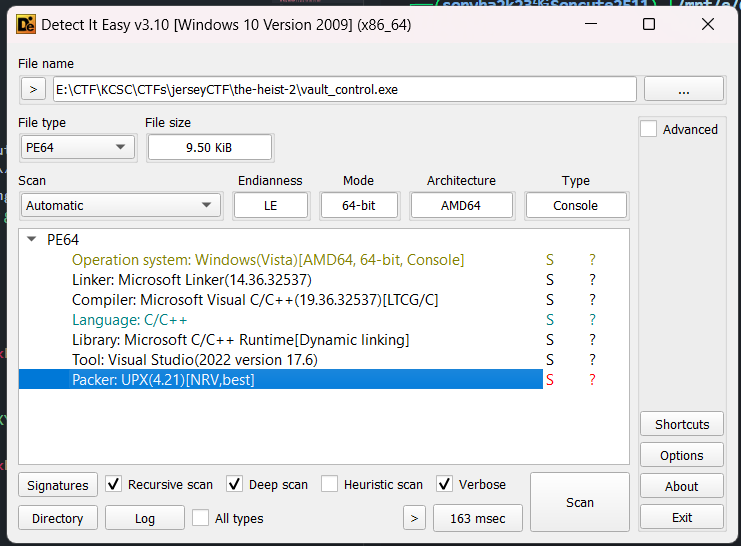 Detect It Easy v3.10 [Windows 10 Version 2009] (x86_64)
File name
> E:\CTF\KCSC\CTFs\jerseyCTF\the-heist-2\vault_control.exe ...
File type File size
PE64 9.50 KiB
Advanced
Scan Endianness Mode Architecture Type
Automatic LE 64-bit AMD64 Console
PE64
Operation system: Windows(Vista)[AMD64, 64-bit, Console] S ?
Linker: Microsoft Linker(14.36.32537) S ?
Compiler: Microsoft Visual C/C++(19.36.32537)[LTCG/C] S ?
Language: C/C++ S ?
Library: Microsoft C/C++ Runtime[Dynamic linking] S ?
Tool: Visual Studio(2022 version 17.6) S ?
Packer: UPX(4.21)[NRV,best] S ?
Shortcuts
Options
Signatures Recursive scan Deep scan Heuristic scan Verbose Scan About
Directory Log All types > 163 msec Exit